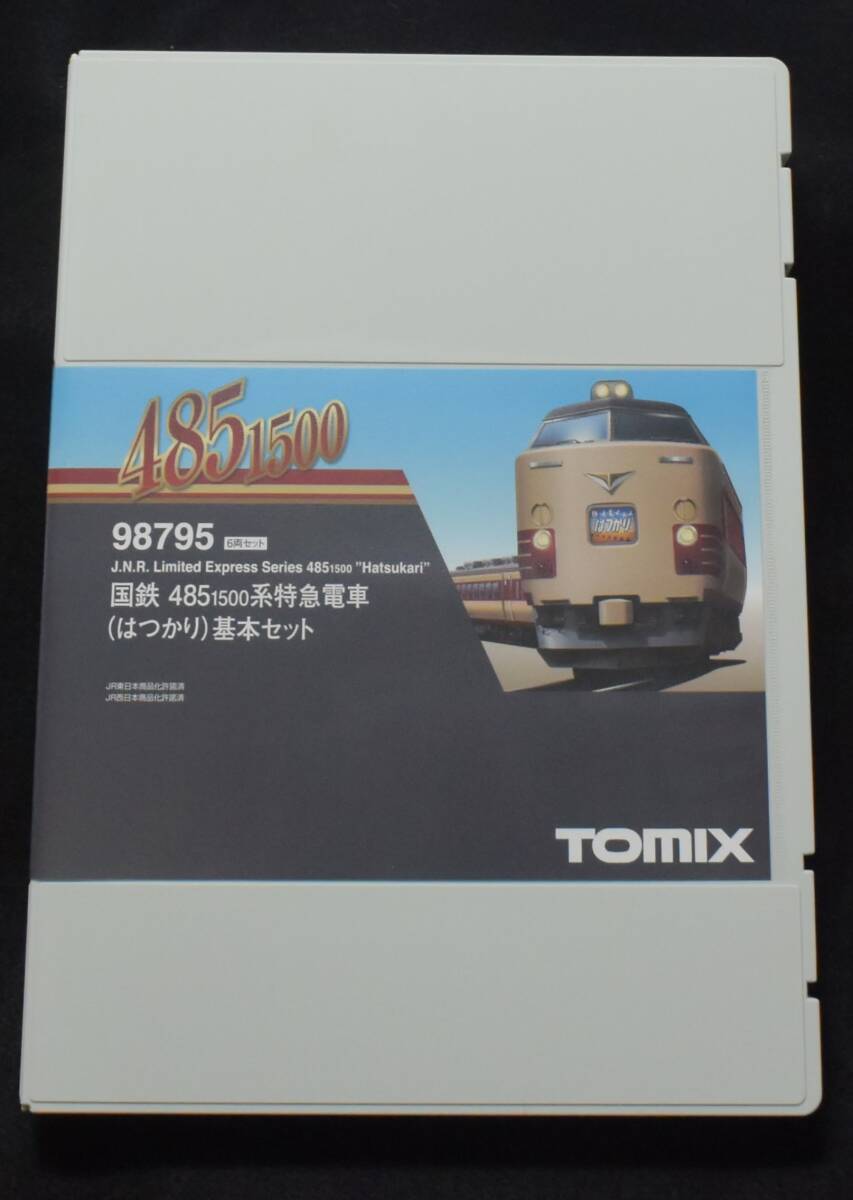 4851500
98795 6両セット
J.N.R. Limited Express Series 4851500 "Hatsukari"
国鉄 4851500系特急電車
(はつかり)基本セット
JR東日本商品化許諾済
JR西日本商品化許諾済
はつかり
TOMIX